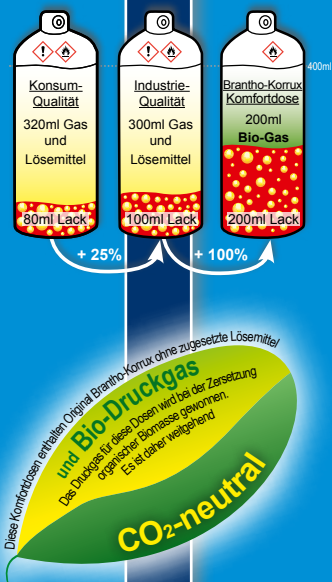 400ml
Konsum-
Qualität
320ml Gas
und
Lösemittel
80ml Lack
Industrie-
Qualität
300ml Gas
und
Lösemittel
100ml Lack
Brantho-Korrux
Komfortdose
200ml
Bio-Gas
200ml Lack
+ 25%
+ 100%
Diese Komfortdosen enthalten Original Brantho-Korrux ohne zugesetzte Lösemittel
und Bio-Druckgas
Das Druckgas für diese Dosen wird bei der Zersetzung
organischer Biomasse gewonnen.
Es ist daher weitgehend
CO2-neutral